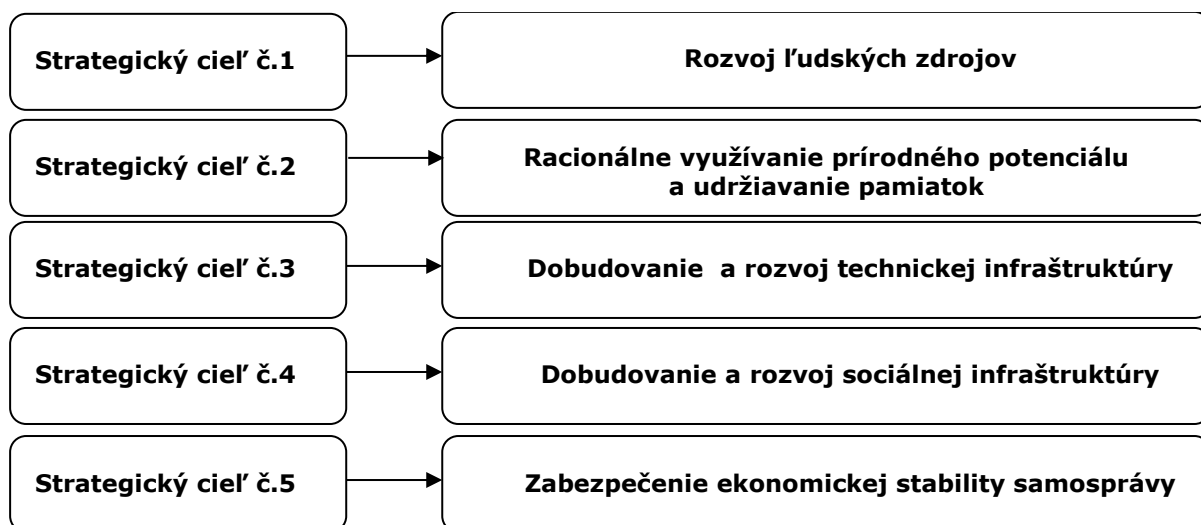 Strategický cieľ č.1
Rozvoj ľudských zdrojov
Strategický cieľ č.2
Racionálne využívanie prírodného potenciálu
a udržiavanie pamiatok
Strategický cieľ č.3
Dobudovanie a rozvoj technickej infraštruktúry
Strategický cieľ č.4
Dobudovanie a rozvoj sociálnej infraštruktúry
Strategický cieľ č.5
Zabezpečenie ekonomickej stability samosprávy